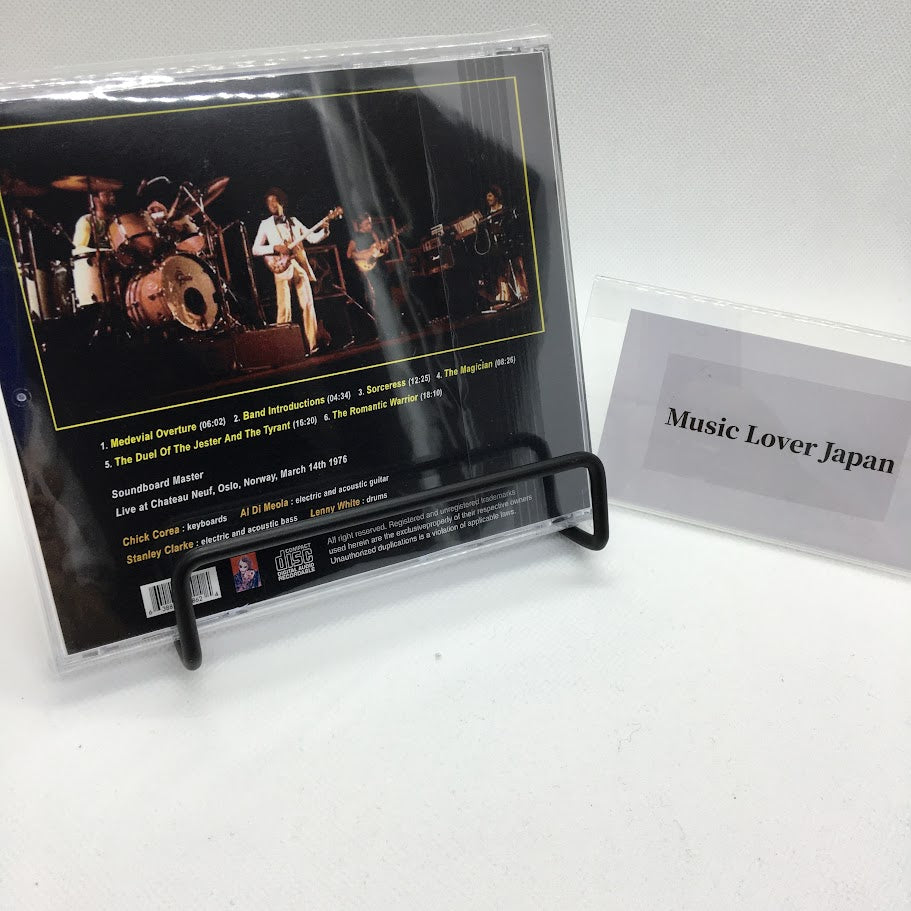 1. Medevial Overture (06:02) 2. Band Introductions (04:34) 3. Sorceress (12:25) 4. The Magician (08:26)
5. The Duel Of The Jester And The Tyrant (15:20) 6. The Romantic Warrior (18:10)
Soundboard Master
Live at Chateau Neuf, Oslo, Norway, March 14th 1976
Chick Corea : keyboards Al Di Meola : electric and acoustic guitar
Stanley Clarke : electric and acoustic bass Lenny White : drums
COMPACT
disc
DIGITAL AUDIO
RECORDABLE
All right reserved. Registered and unregistered trademarks
used herein are the exclusiveproperly of their respective owners
Unauthorized duplications is a violation of applicable laws.
Music Lover Japan